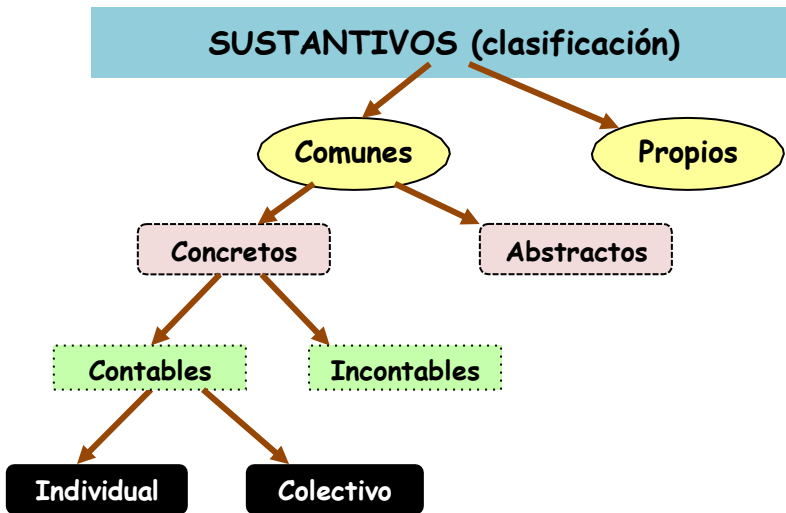 SUSTANTIVOS (clasificación)
Comunes
Propios
Concretos
Abstractos
Contables
Incontables
Individual
Colectivo